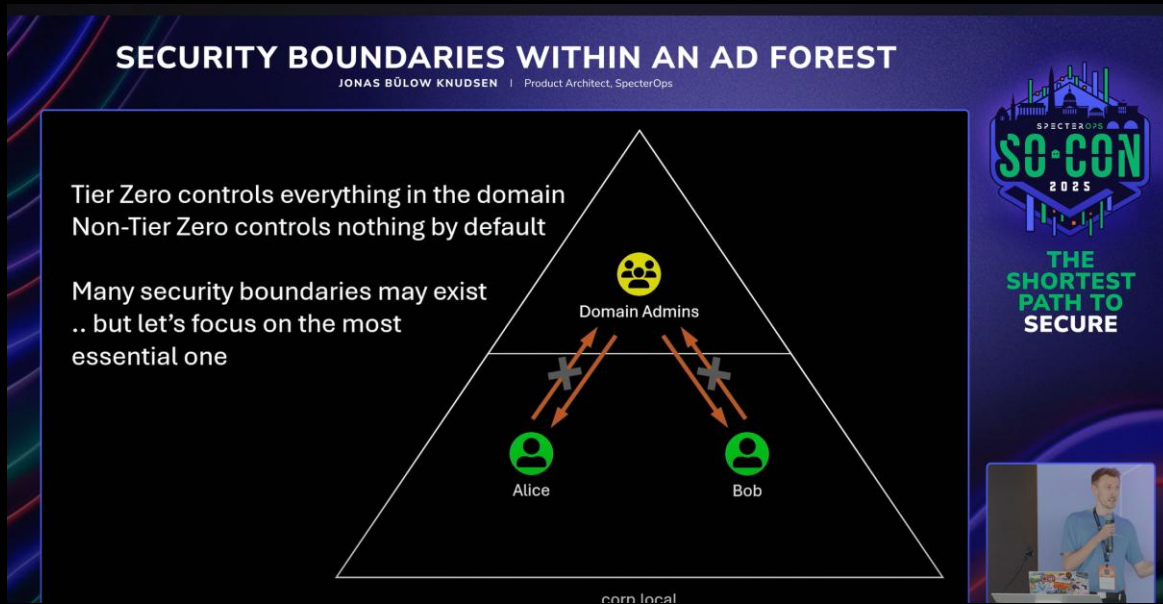 SECURITY BOUNDARIES WITHIN AN AD FOREST
JONAS BÜLOW KNUDSEN | Product Architect, SpecterOps
Tier Zero controls everything in the domain
Non-Tier Zero controls nothing by default
Many security boundaries may exist
.. but let's focus on the most
essential one
Domain Admins
Alice
Bob
corp.local
SPECTEROPS
SO-CON
2025
THE
SHORTEST
PATH TO
SECURE